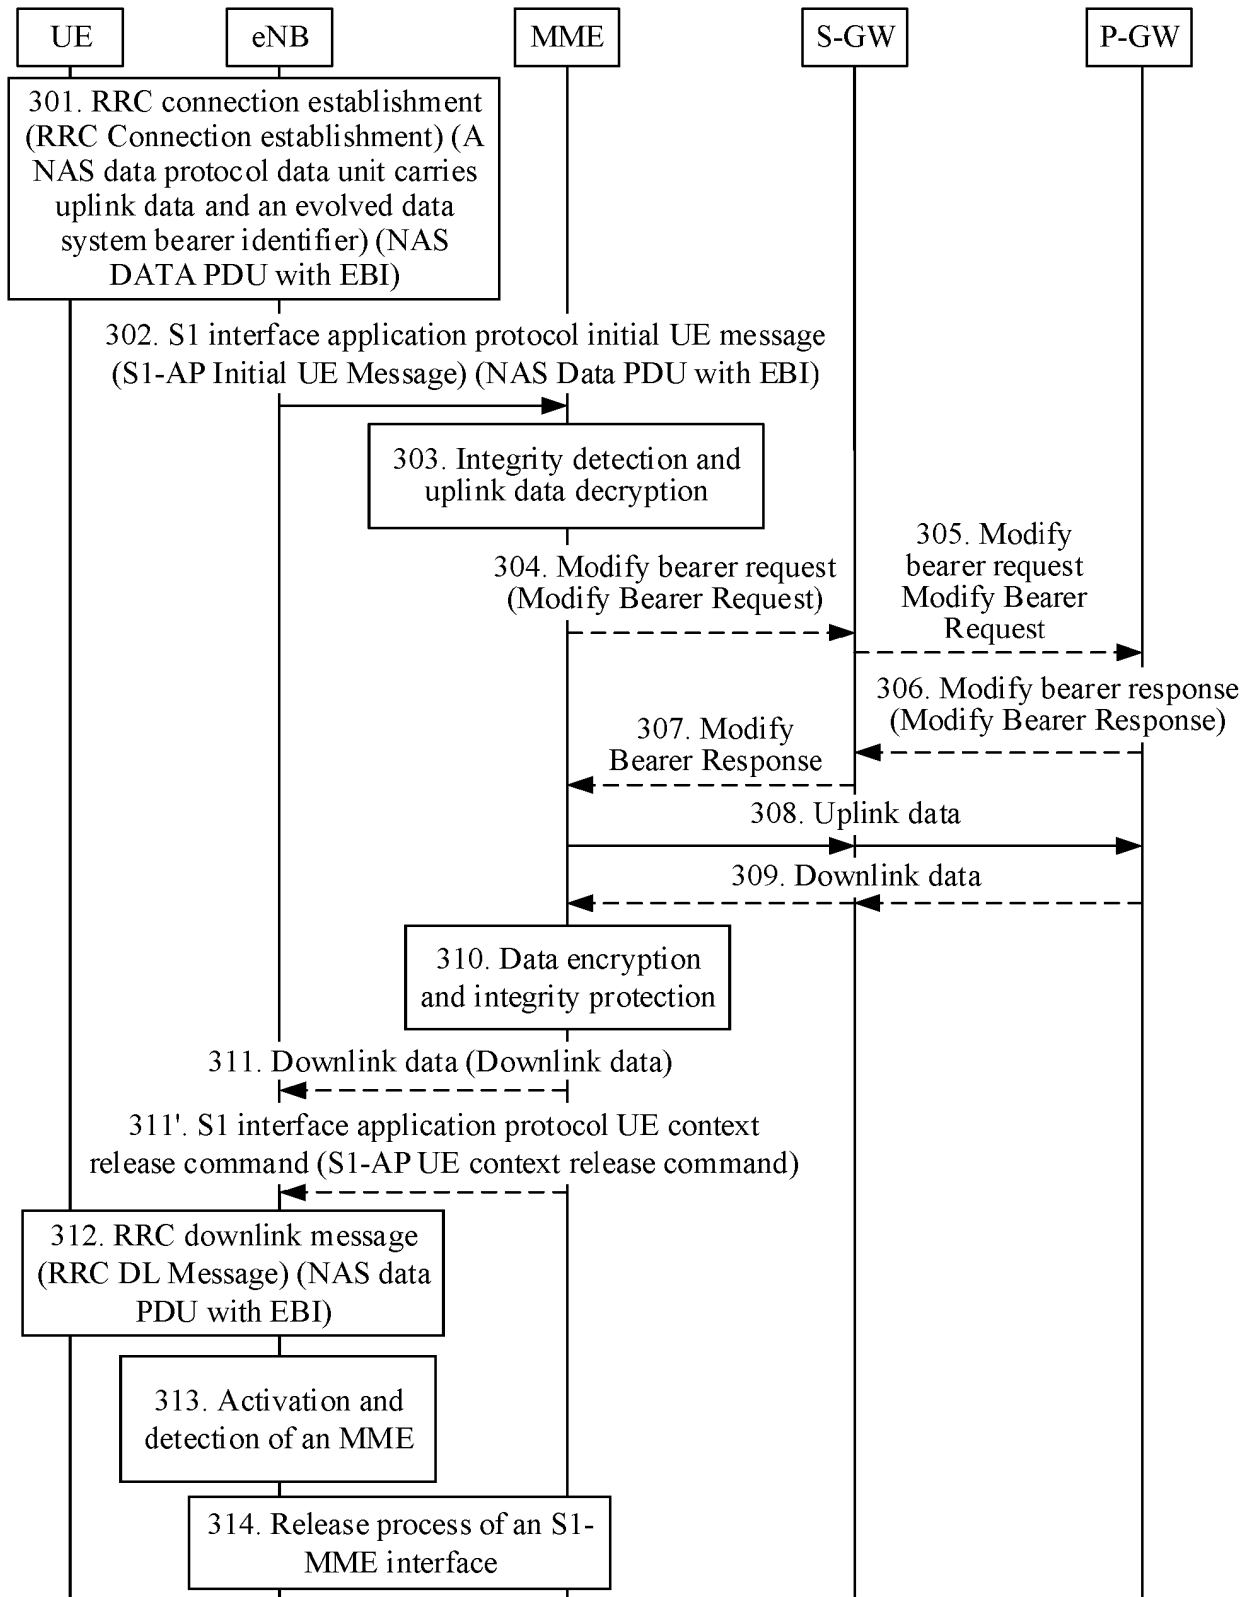 UE
eNB
MME
S-GW
P-GW
301. RRC connection establishment
(RRC Connection establishment) (A
NAS data protocol data unit carries
uplink data and an evolved data
system bearer identifier) (NAS
DATA PDU with EBI)
302. S1 interface application protocol initial UE message
(S1-AP Initial UE Message) (NAS Data PDU with EBI)
303. Integrity detection and
uplink data decryption
304. Modify bearer request
(Modify Bearer Request)
305. Modify
bearer request
Modify Bearer
Request
306. Modify bearer response
(Modify Bearer Response)
307. Modify
Bearer Response
308. Uplink data
309. Downlink data
310. Data encryption
and integrity protection
311. Downlink data (Downlink data)
311'. S1 interface application protocol UE context
release command (S1-AP UE context release command)
312. RRC downlink message
(RRC DL Message) (NAS data
PDU with EBI)
313. Activation and
detection of an MME
314. Release process of an S1-
MME interface